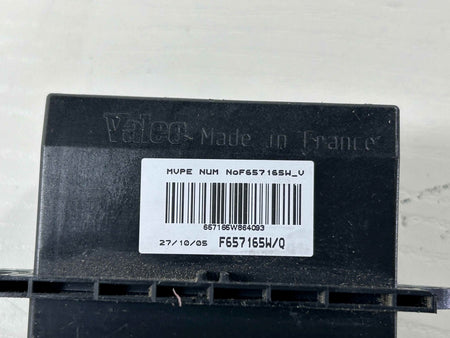 Valeo Made in France
MVPE NUM NoF657165W_V
657165W864093
27/10/05 F657165W/Q